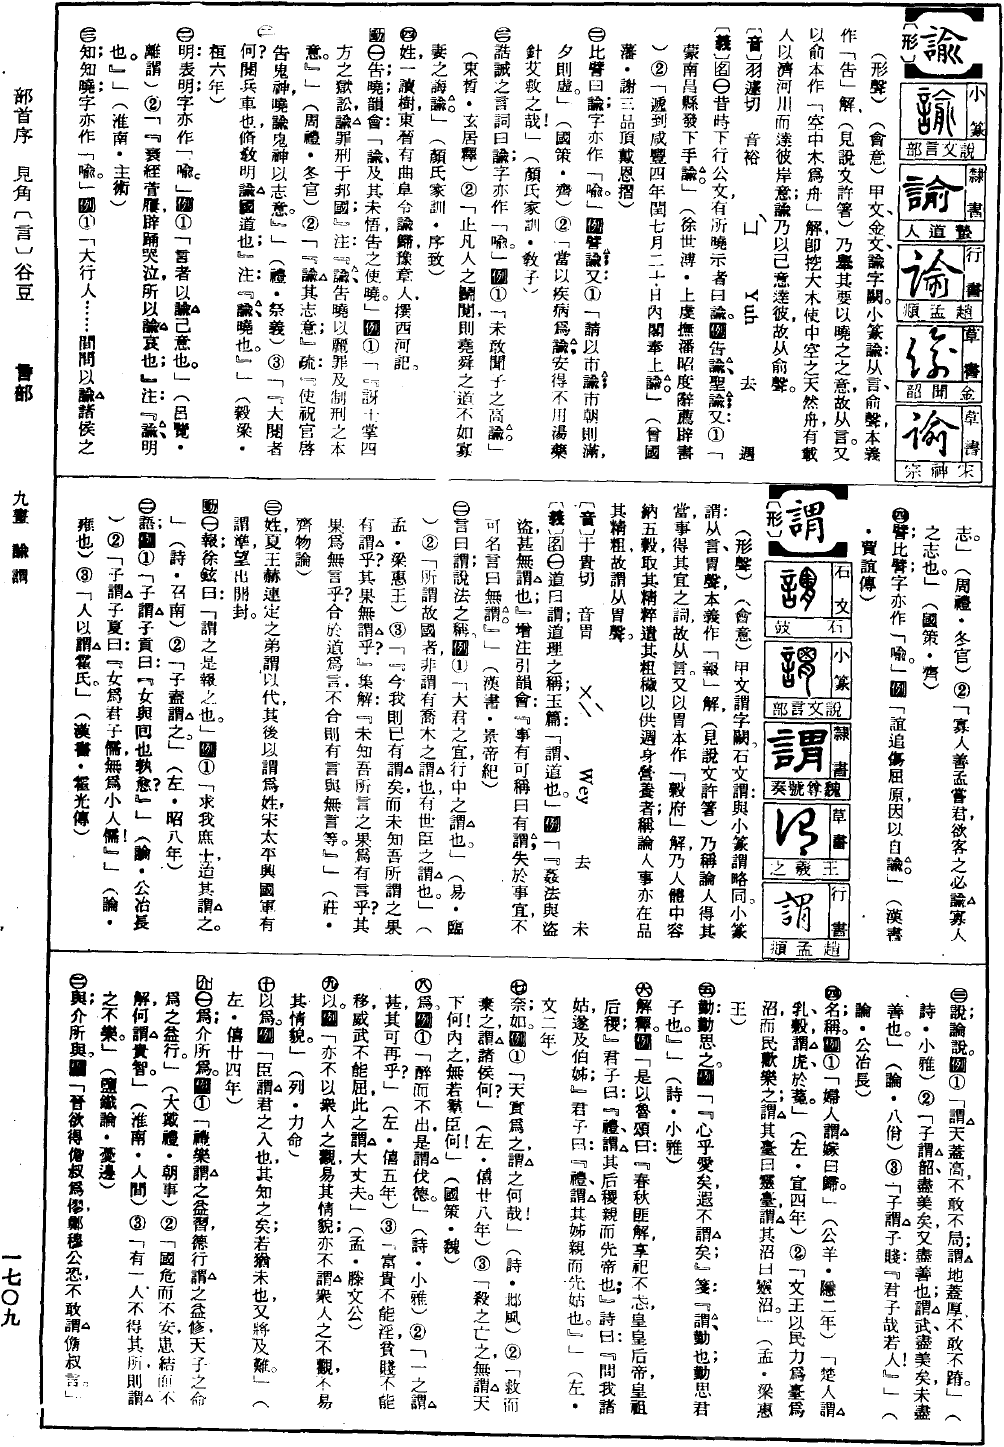 諭
〔形〕
小篆 說文言部
隸書 蟄道人
行書 趙孟頫
草書 金聞韶
草書 宋神宗
（形聲）（會意）甲文、金文、諭字闕。小篆諭：从言、俞聲，本義
作「告」解（見說文許箸）乃舉其要以曉之之意，故从言。又
以俞本作「空中木爲舟」解，卽挖大木使中空之天然舟，有載
人以濟河川而達彼岸意；諭乃以己意達彼，故从俞聲。
〔音〕羽遽切 音裕 ㄩˋ Yuh 去 遇
〔義〕名㊀昔時下行公文有所曉示者曰諭。例告諭；聖諭；又①「
蒙南昌縣發下手諭。」（徐世溥・上虔撫潘昭度辭薦辟書
）②「遞到咸豐四年閏七月二十日內閣奉上諭。」（曾國
藩・謝三品頂戴恩摺）
㊁比譬曰諭；字亦作「喩」。例譬諭；又①「請以市諭：市，朝則滿，
夕則虛。」（國策・齊）②「當以疾病爲諭，安得不用湯藥
針艾救之哉！」（顏氏家訓・敎子）
㊂誥誡之言詞曰諭；字亦作「喩」。例①「未敢聞子之高諭。」
（束晳・玄居釋）②「止凡人之鬭鬩，則堯舜之道，不如寡
妻之誨諭。」（顏氏家訓・序致）
㊃姓，讀樹；東晉有曲阜令諭歸，豫章人，撰西河記。
動㊀告曉；韻會：「諭、及其未悟告之使曉。」例①「『訝士掌四
方之獄訟，諭罪刑于邦國』注：『諭、告曉以麗罪及制刑之本
意。』」（周禮・冬官）②「『諭其志意』；疏：『使祝官啓
告鬼神，曉諭鬼神以志意。』」（禮・祭義）③「『大閱者
何？閱兵車也，脩敎明諭國道也』；注：『諭、曉也。』」（穀梁・
桓六年）
㊁明：表明；字亦作「喩」。例①「言者以諭己意也。」（呂覽・
離謂）②「『衰絰菅屨，辟踊哭泣，所以諭哀也。』注：『諭、明
也。』」（淮南・主術）
㊂知；知曉；字亦作「喩」。例①「大行人……間問以諭諸侯之
志。」（周禮・冬官）②「寡人善孟嘗君，欲客之必諭寡人
之志也。」（國策・齊）
㊃譬：比譬；字亦作「喩」。例「誼追傷屈原，因以自諭。」（漢書
・賈誼傳）
謂
〔形〕
石文 石鼓
小篆 說文言部
隸書 魏尊號奏
草書 王羲之
行書 趙孟頫
（形聲）（會意）甲文謂字闕。石文謂：與小篆謂略同。小篆
謂：从言、胃聲，本義作「報」解（見說文許箸）乃稱論人得其
當事得其宜之詞，故从言。又以胃本作「穀府」解，乃人體中容
納五穀，取其精粹，遺其粗穢，以供週身營養者；稱論人事亦在品
其精粗，故謂从胃聲。
〔音〕于貴切 音胃 ㄨㄟˋ Wey 去 未
〔義〕名㊀道曰謂；道理之稱；玉篇：「謂、道也。」例「『姦法與盜
盜，甚無謂也』；增注引韻會：『事有可稱曰有謂；失於事宜、不
可名言曰無謂。』」（漢書・景帝紀）
㊁言曰謂；說法之稱。例①「大君之宜，行中之謂也。」（易・臨
）②「所謂故國者，非謂有喬木之謂也，有世臣之謂也。」（
孟・梁惠王）③「『今我則已有謂矣，而未知吾所謂之果
有謂乎？其果無謂乎？』集解：『未知吾所言之果爲有言乎？其
果爲無言乎？合於道爲言，不合則有言與無言等。』」（莊・
齊物論）
㊂姓，夏王赫連定之弟謂以代，其後以謂爲姓；宋太平興國軍有
謂準，望出開封。
動㊀報；徐鉉曰：「謂之、是報之也。」例①「求我庶士，迨其謂之。
」（詩・召南）②「子盍謂之。」（左・昭八年）
㊁語；例①「子謂子貢曰：『女與回也孰愈？』」（論・公冶長
）②「子謂子夏曰：『女爲君子儒，無爲小人儒！』」（論・
雍也）③「人以謂霍氏。」（漢書・霍光傳）
㊂說；論說。例①「謂天蓋高，不敢不局；謂地蓋厚，不敢不蹐。」（
詩・小雅）②「子謂韶：盡美矣，又盡善也；謂武：盡美矣，未盡
善也。」（論・八佾）③「子謂子賤：『君子哉若人！』」（
論・公冶長）
㊃名；稱。例①「婦人謂嫁曰歸。」（公羊・隱二年）「楚人謂
乳、穀，謂虎、於菟。」（左・宣四年）②「文王以民力爲臺爲
沼，而民歡樂之，謂其臺曰靈臺，謂其沼曰靈沼。」（孟・梁惠
王）
㊄勤；勤思之。例「『心乎愛矣，遐不謂矣』；箋：『謂、勤也；勤思君
子也。』」（詩・小雅）
㊅解釋。例「是以魯頌曰：『春秋匪解，享祀不忒，皇皇后帝，皇祖
后稷。』君子曰：『禮』，謂其后稷親而先帝也。』詩曰：『問我諸
姑，遂及伯姊。』君子曰：『禮』，謂其姊親而先姑也。』」（左・
文二年）
㊆奈；如。例①「天實爲之，謂之何哉！」（詩・邶風）②「救而
棄之，謂諸侯何？」（左・僖廿八年）③「殺之亡之，無謂天
下何！內之無若羣臣何！」（國策・魏）
㊇爲。例①「醉而不出，是謂伐德。」（詩・小雅）②「一之謂
甚，其可再乎？」（左・僖五年）③「富貴不能淫，貧賤不能
移，威武不能屈，此之謂大丈夫。」（孟・滕文公）
㊈以。例「亦不以衆人之觀易其情貌；亦不謂衆人之不觀不易
其情貌。」（列・力命）
㊉以爲。例「臣謂君之入也，其知之矣；若猶未也，又將及難。」（
左・僖廿四年）
介㊀爲；介所爲。例①「禮樂謂之益習，德行謂之益修，天子之命
爲之益行。」（大戴禮・朝事）②「國危而不安，患結而不
解，何謂貴智。」（淮南・人間）③「有一人不得其所，則謂
之不樂。」（鹽鐵論・憂邊）
㊁與；介所與。例「晉欲得僑叔爲僇，鄭穆公恐，不敢謂僑叔言。」
部首序 見角〔言〕谷豆 言部 九畫 諭 謂 一七〇九